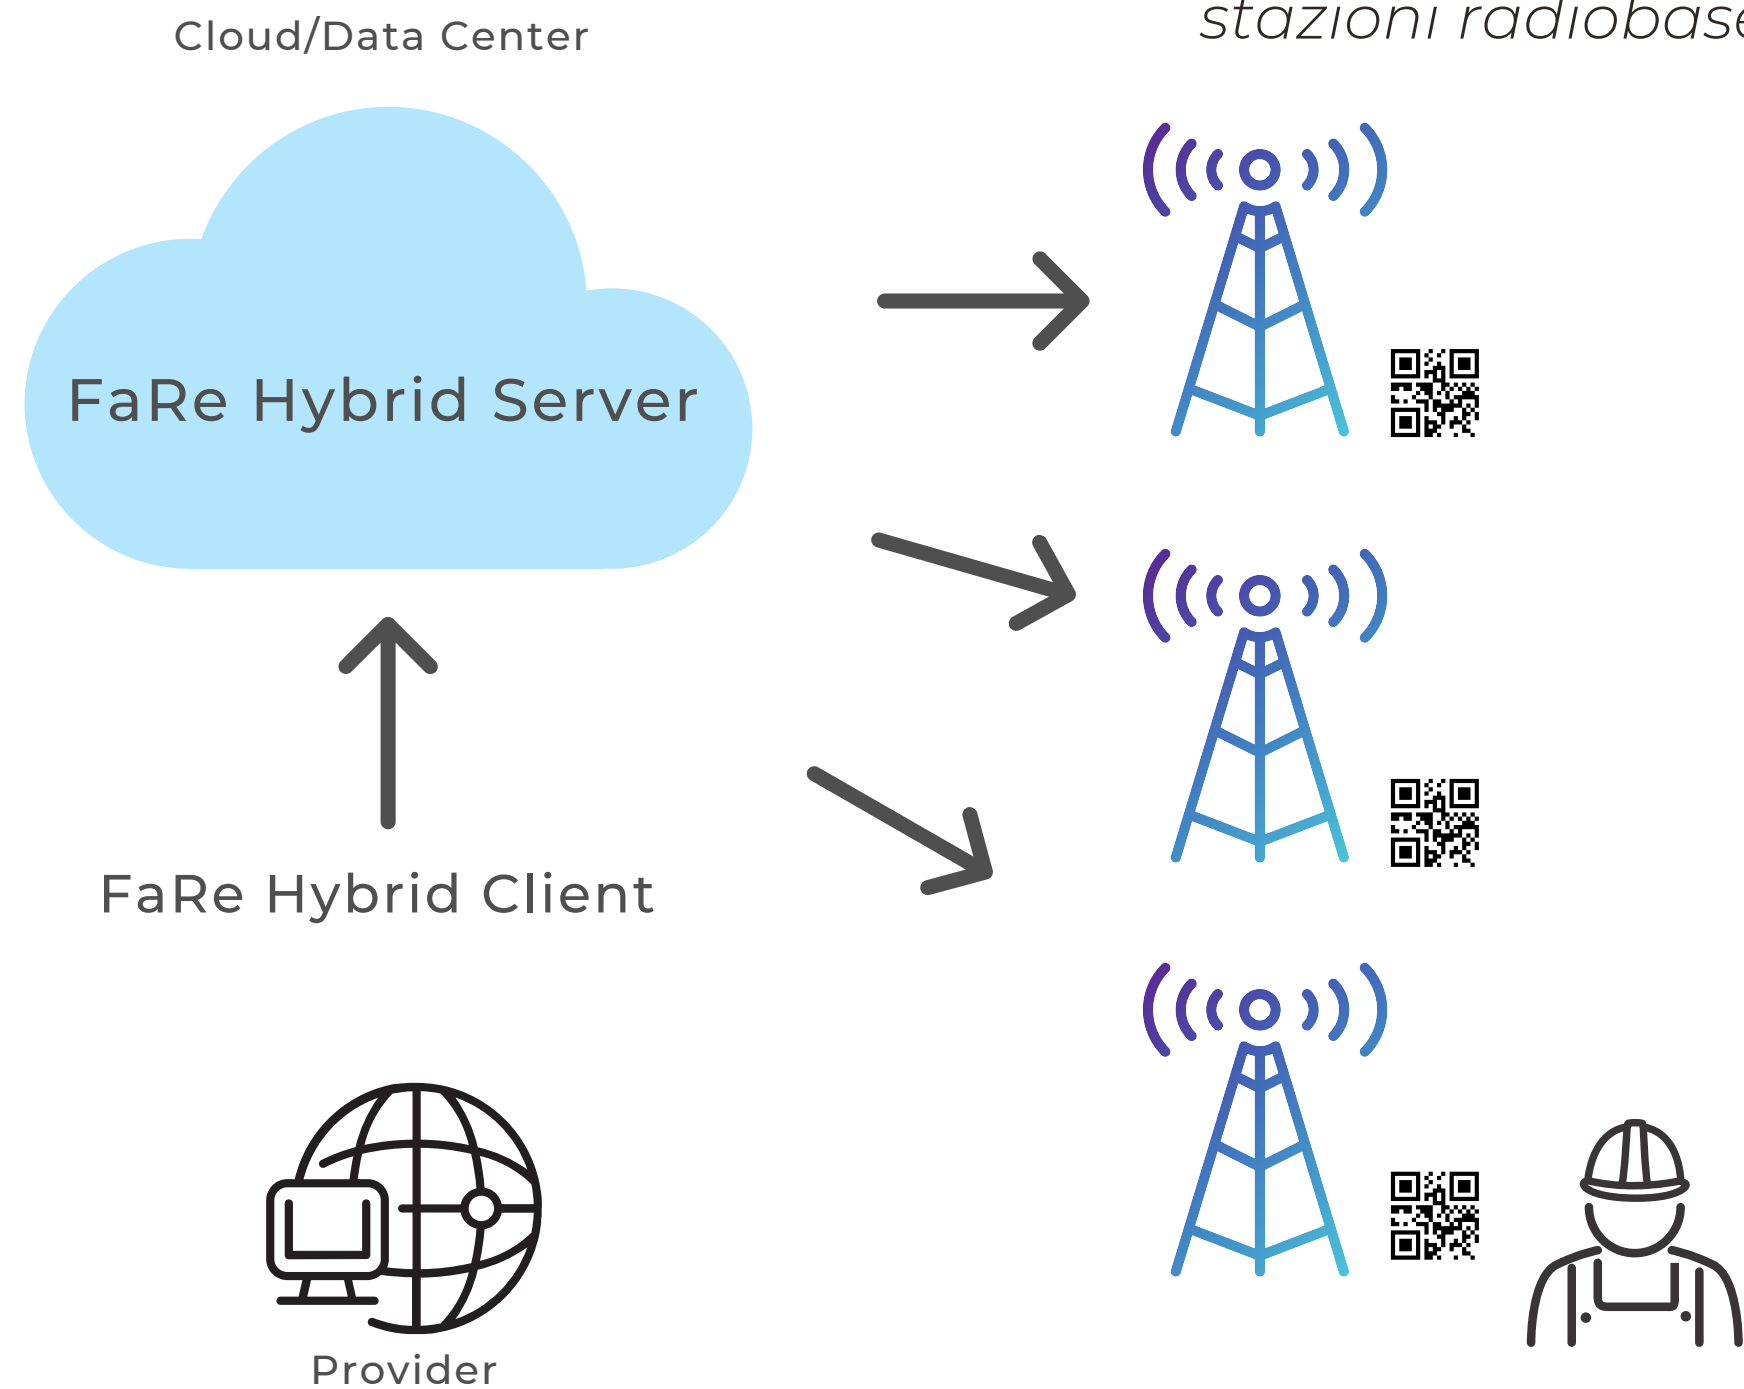 Cloud/Data Center
stazioni radiobase
FaRe Hybrid Server
FaRe Hybrid Client
Provider